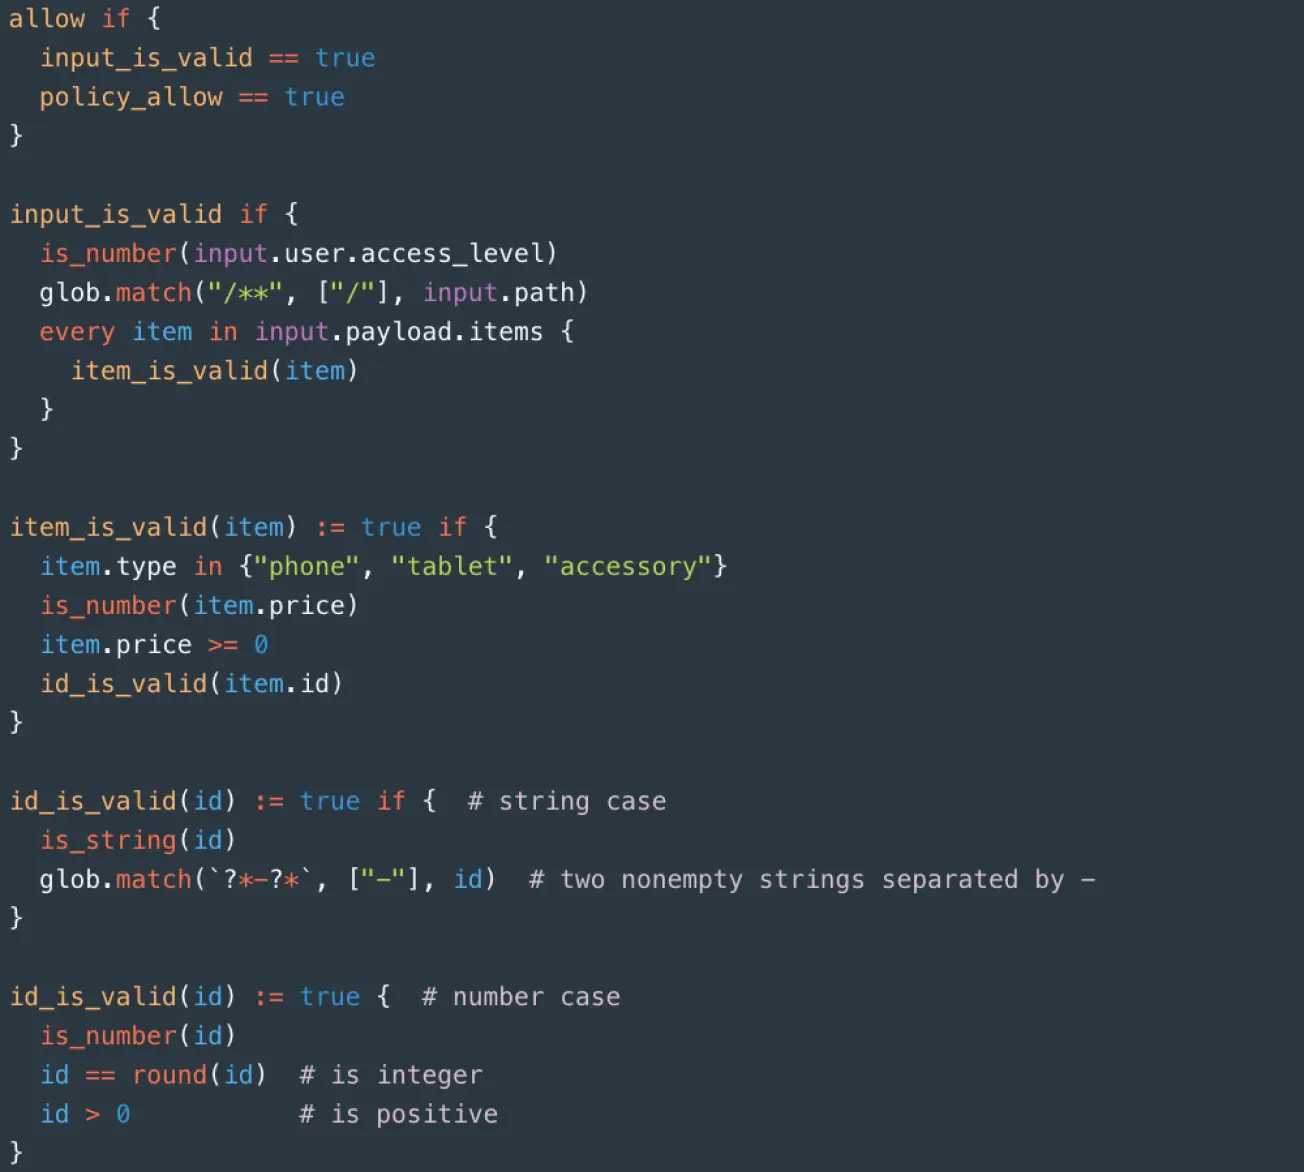 allow if {
  input_is_valid == true
  policy_allow == true
}

input_is_valid if {
  is_number(input.user.access_level)
  glob.match("/**", ["/"], input.path)
  every item in input.payload.items {
    item_is_valid(item)
  }
}

item_is_valid(item) := true if {
  item.type in {"phone", "tablet", "accessory"}
  is_number(item.price)
  item.price >= 0
  id_is_valid(item.id)
}

id_is_valid(id) := true if {  # string case
  is_string(id)
  glob.match(`?*-?*`, ["-"], id)  # two nonempty strings separated by -
}

id_is_valid(id) := true {  # number case
  is_number(id)
  id == round(id)  # is integer
  id > 0           # is positive
}